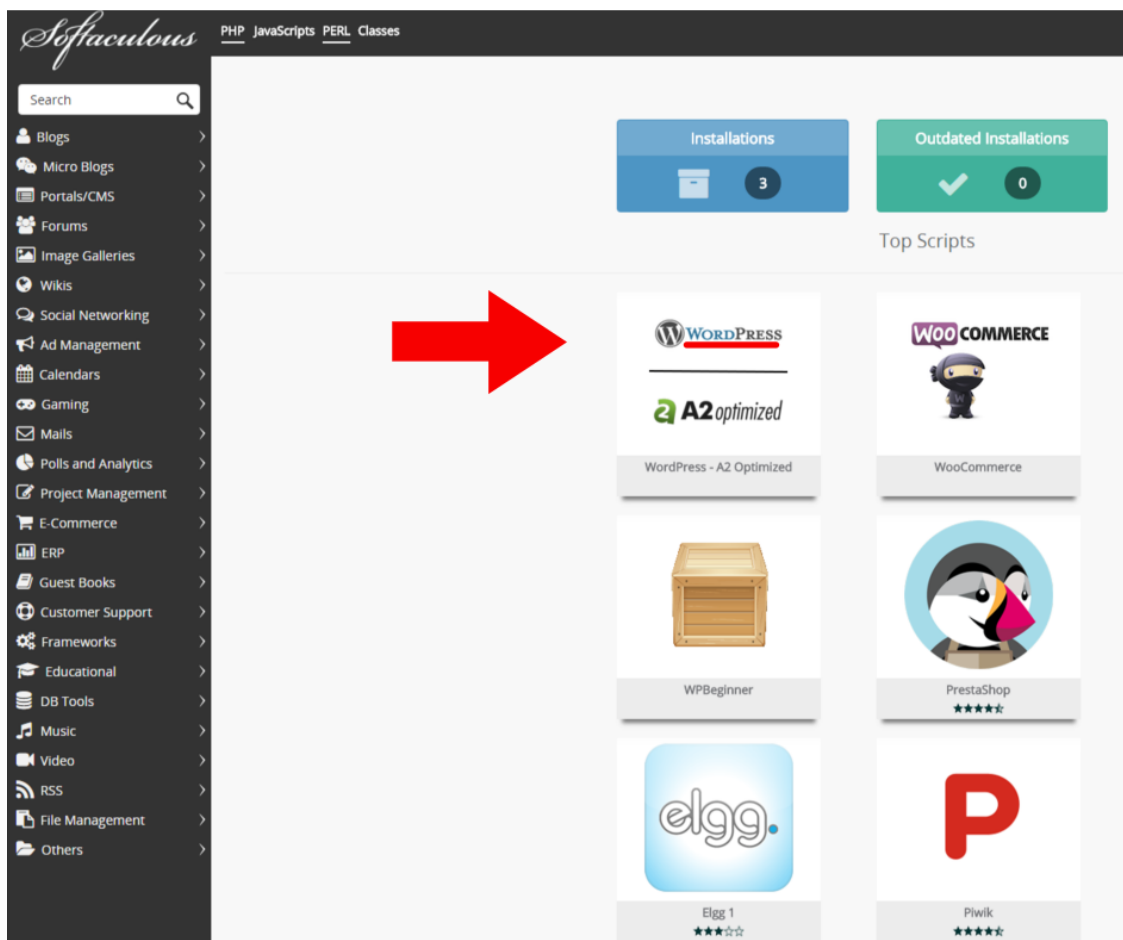 Softaculous
PHP JavaScripts PERL Classes
Search
Blogs
Micro Blogs
Portals/CMS
Forums
Image Galleries
Wikis
Social Networking
Ad Management
Calendars
Gaming
Mails
Polls and Analytics
Project Management
E-Commerce
ERP
Guest Books
Customer Support
Frameworks
Educational
DB Tools
Music
Video
RSS
File Management
Others
Installations
3
Outdated Installations
0
Top Scripts
WORDPRESS
A2 optimized
WordPress - A2 Optimized
WOO COMMERCE
WooCommerce
WPBeginner
PrestaShop
elgg.
Elgg 1
P
Piwik